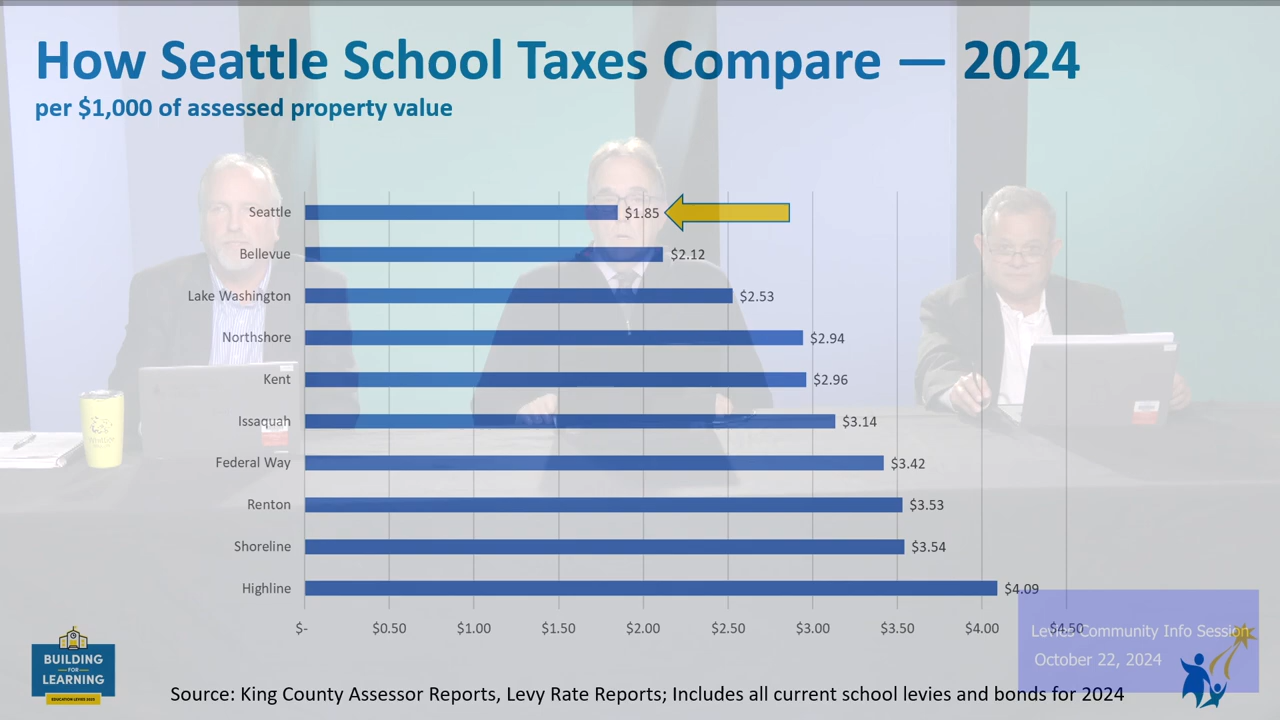 How Seattle School Taxes Compare — 2024
per $1,000 of assessed property value
Seattle $1.85
Bellevue $2.12
Lake Washington $2.53
Northshore $2.94
Kent $2.96
Issaquah $3.14
Federal Way $3.42
Renton $3.53
Shoreline $3.54
Highline $4.09
$- $0.50 $1.00 $1.50 $2.00 $2.50 $3.00 $3.50 $4.00 $4.50
Levies Community Info Session
October 22, 2024
BUILDING
FOR
LEARNING
EDUCATION LEVIES 2025
Source: King County Assessor Reports, Levy Rate Reports; Includes all current school levies and bonds for 2024